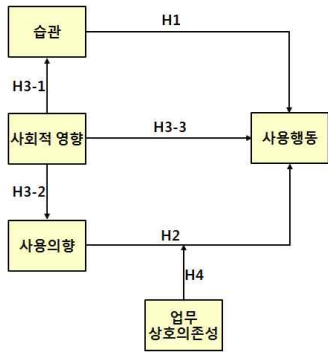 H1
습관
H3-1
사회적 영향
H3-3
사용행동
H3-2
사용의향
H2
H4
업무
상호의존성